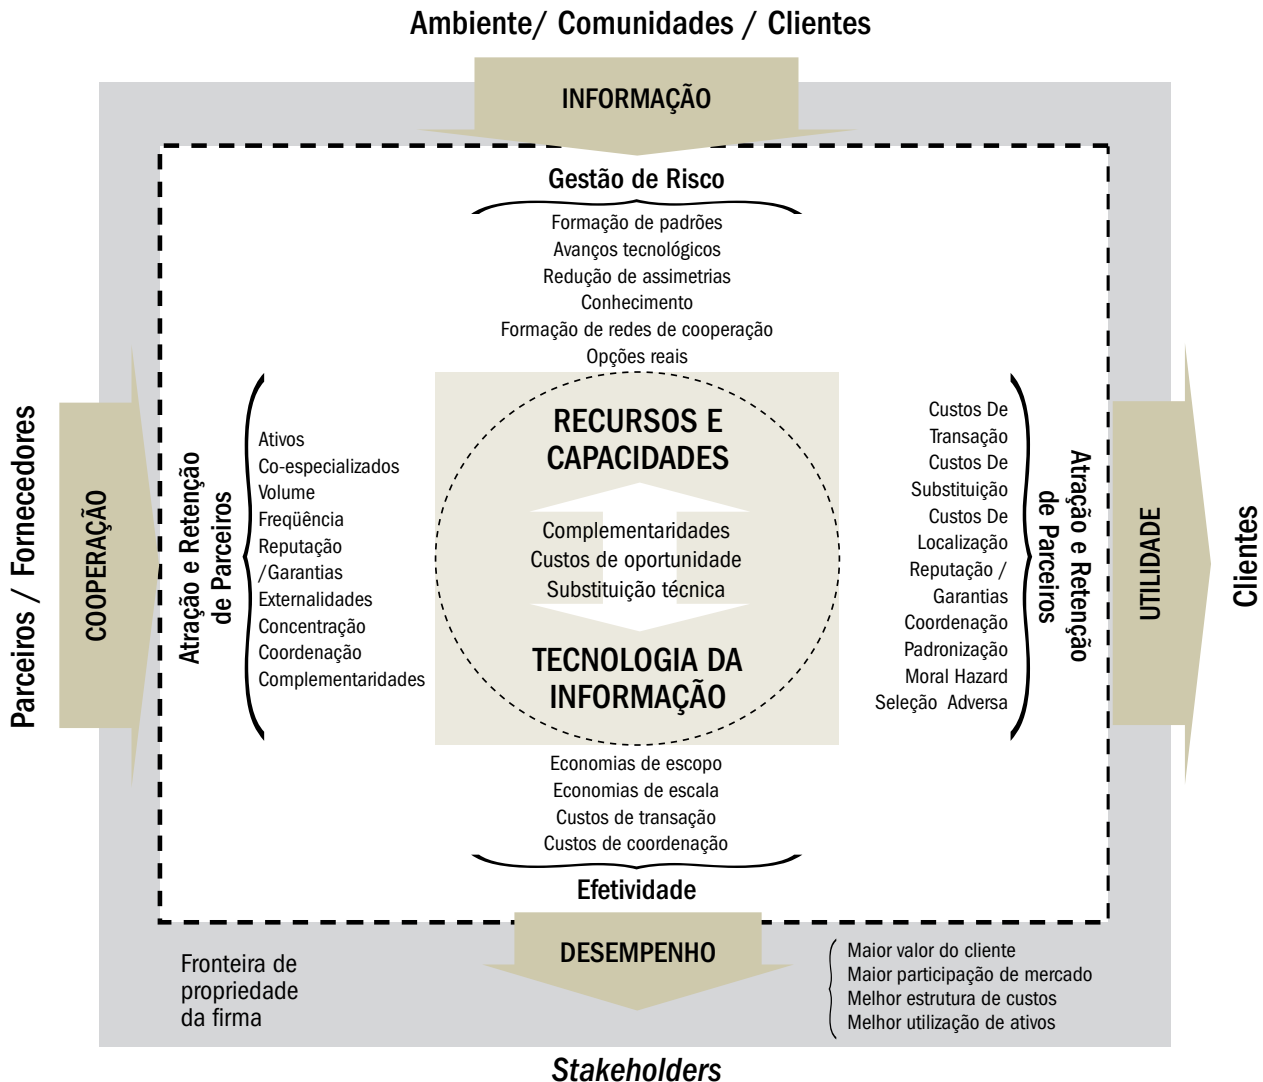 Ambiente/ Comunidades / Clientes
INFORMAÇÃO
Gestão de Risco
Formação de padrões
Avanços tecnológicos
Redução de assimetrias
Conhecimento
Formação de redes de cooperação
Opções reais
Parceiros / Fornecedores
COOPERAÇÃO
Atração e Retenção
de Parceiros
Ativos
Co-especializados
Volume
Freqüência
Reputação
/Garantias
Externalidades
Concentração
Coordenação
Complementaridades
RECURSOS E
CAPACIDADES
Complementaridades
Custos de oportunidade
Substituição técnica
TECNOLOGIA DA
INFORMAÇÃO
Custos De
Transação
Custos De
Substituição
Custos De
Localização
Reputação /
Garantias
Coordenação
Padronização
Moral Hazard
Seleção Adversa
Atração e Retenção
de Parceiros
UTILIDADE
Clientes
Economias de escopo
Economias de escala
Custos de transação
Custos de coordenação
Efetividade
DESEMPENHO
Fronteira de
propriedade
da firma
Maior valor do cliente
Maior participação de mercado
Melhor estrutura de custos
Melhor utilização de ativos
Stakeholders